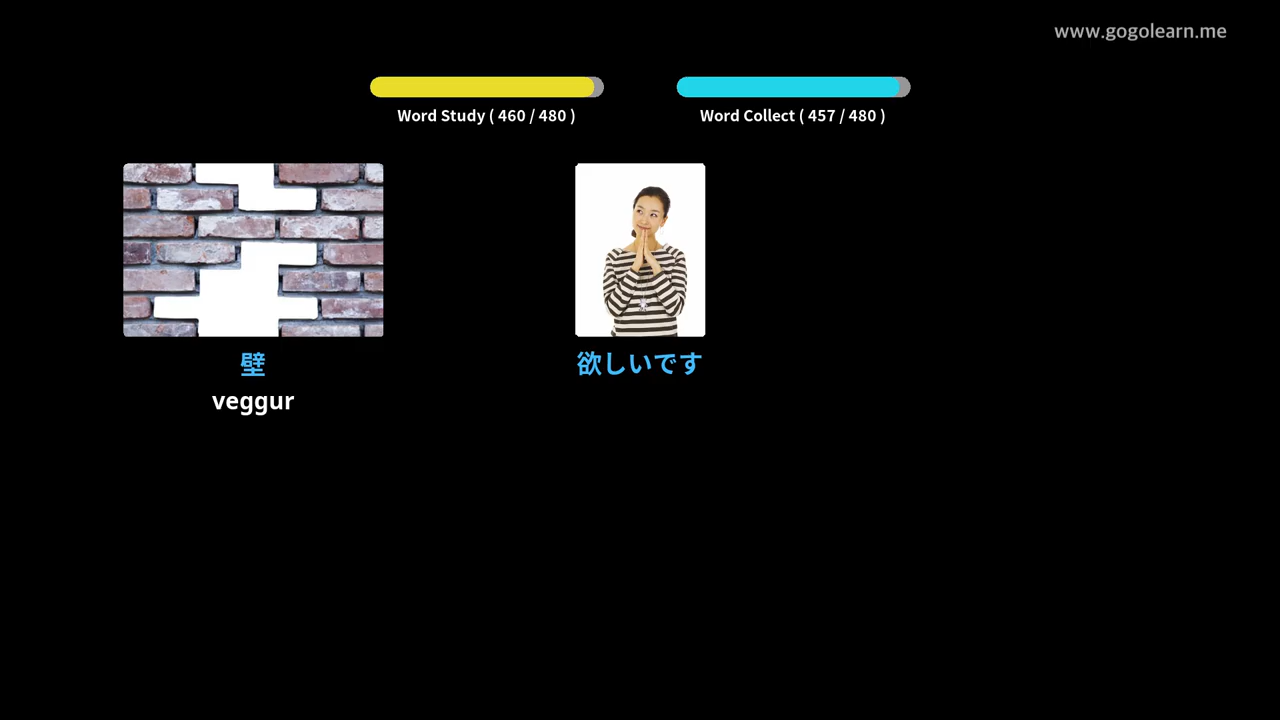 www.gogolearn.me
Word Study ( 460 / 480 )
Word Collect ( 457 / 480 )
壁
欲しいです
veggur